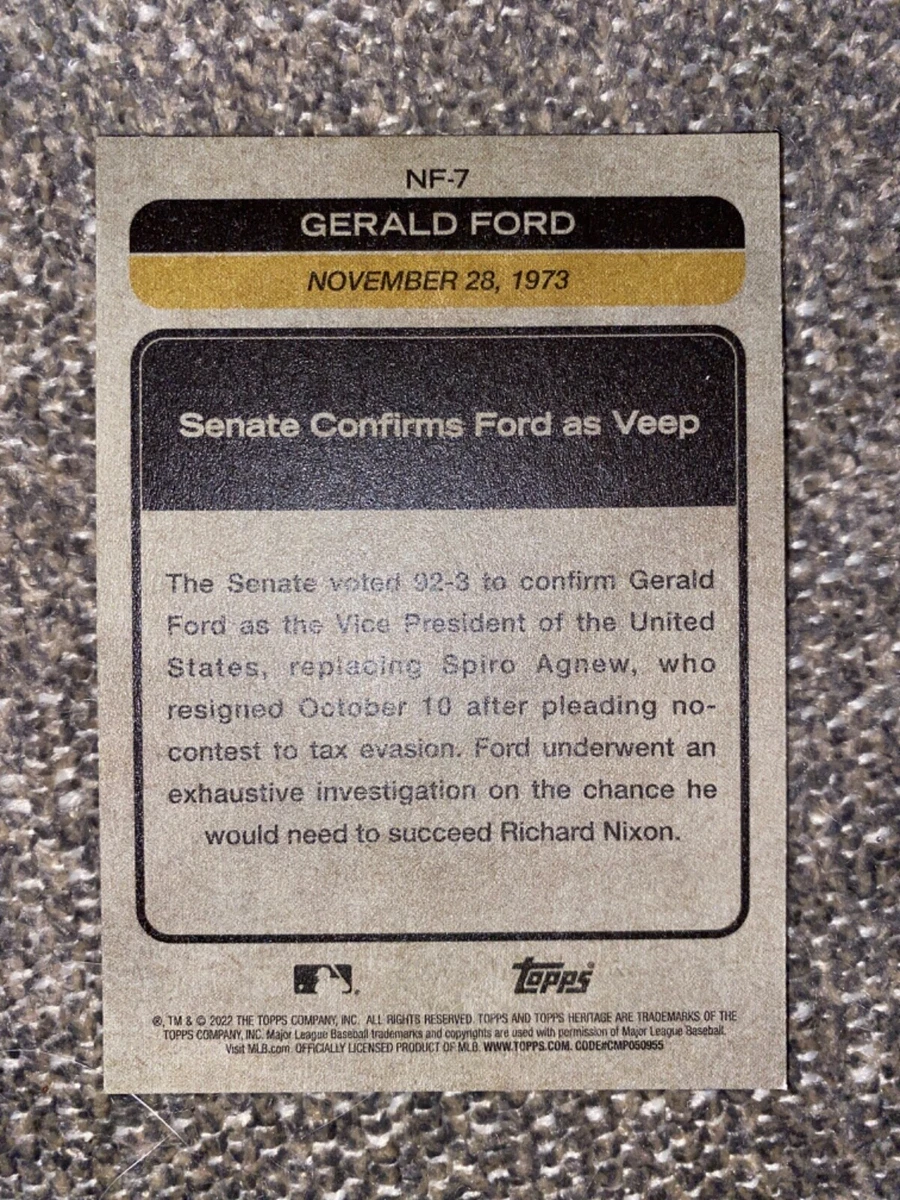 NF-7
GERALD FORD
NOVEMBER 28, 1973
Senate Confirms Ford as Veep
The Senate voted 92-3 to confirm Gerald
Ford as the Vice President of the United
States, replacing Spiro Agnew, who
resigned October 10 after pleading no-
contest to tax evasion. Ford underwent an
exhaustive investigation on the chance he
would need to succeed Richard Nixon.
topps
®, TM & © 2022 THE TOPPS COMPANY, INC. ALL RIGHTS RESERVED. TOPPS AND TOPPS HERITAGE ARE TRADEMARKS OF THE
TOPPS COMPANY, INC. Major League Baseball trademarks and copyrights are used with permission of Major League Baseball.
Visit MLB.com. OFFICIALLY LICENSED PRODUCT OF MLB. WWW.TOPPS.COM. CODE#CMP050955